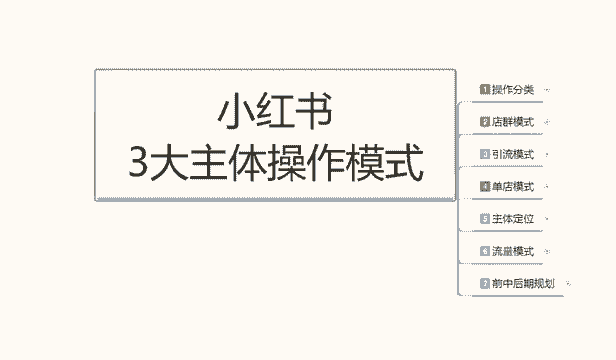 小红书
3大主体操作模式
1 操作分类
2 店群模式
3 引流模式
4 单店模式
5 主体定位
6 流量模式
7 前中后期规划